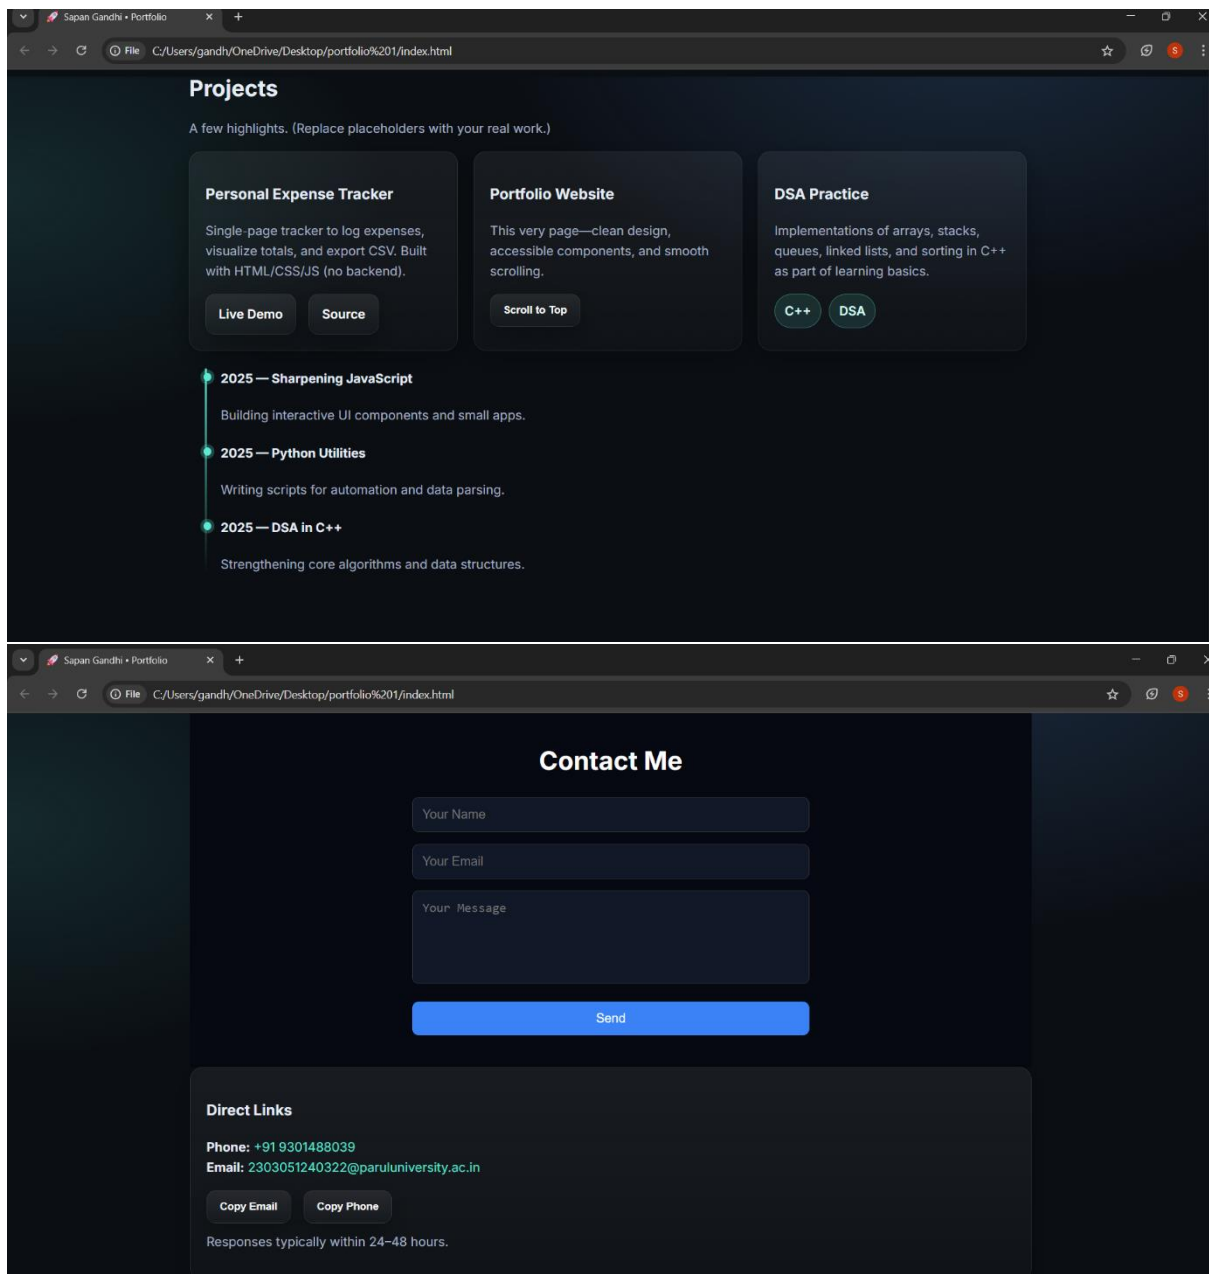 Sapan Gandhi • Portfolio
File C:/Users/gandh/OneDrive/Desktop/portfolio%201/index.html
S
Projects
A few highlights. (Replace placeholders with your real work.)
Personal Expense Tracker
Single-page tracker to log expenses,
visualize totals, and export CSV. Built
with HTML/CSS/JS (no backend).
Live Demo
Source
Portfolio Website
This very page—clean design,
accessible components, and smooth
scrolling.
Scroll to Top
DSA Practice
Implementations of arrays, stacks,
queues, linked lists, and sorting in C++
as part of learning basics.
C++
DSA
2025 — Sharpening JavaScript
Building interactive UI components and small apps.
2025 — Python Utilities
Writing scripts for automation and data parsing.
2025 — DSA in C++
Strengthening core algorithms and data structures.
Sapan Gandhi • Portfolio
File C:/Users/gandh/OneDrive/Desktop/portfolio%201/index.html
S
Contact Me
Your Name
Your Email
Your Message
Send
Direct Links
Phone: +91 9301488039
Email: 2303051240322@paruluniversity.ac.in
Copy Email
Copy Phone
Responses typically within 24–48 hours.